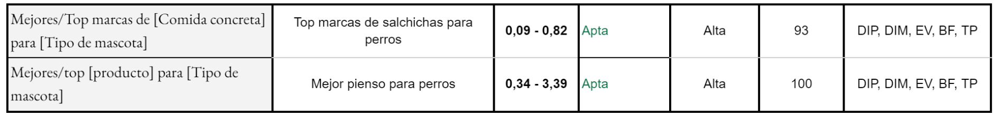 Mejores/Top marcas de [Comida concreta]
para [Tipo de mascota]
Top marcas de salchichas para
perros
0,09 - 0,82
Apta
Alta
93
DIP, DIM, EV, BF, TP
Mejores/top [producto] para [Tipo de
mascota]
Mejor pienso para perros
0,34 - 3,39
Apta
Alta
100
DIP, DIM, EV, BF, TP